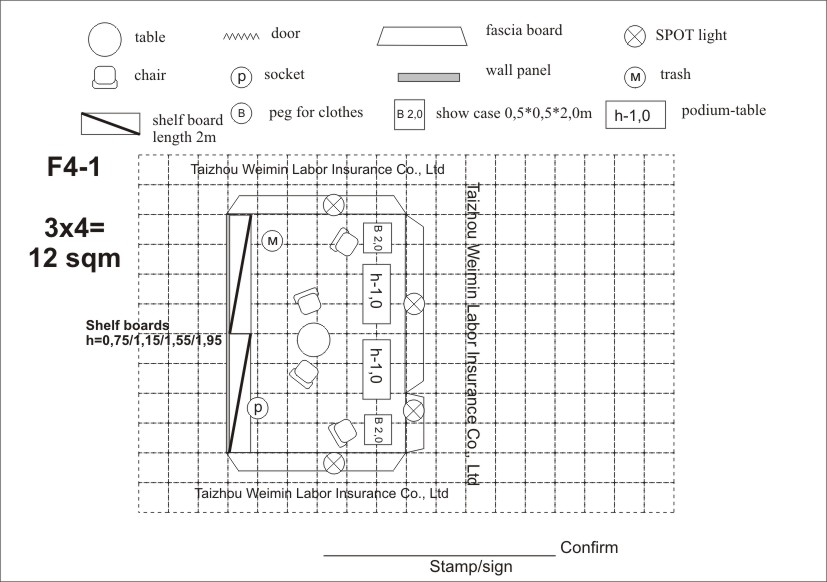 table
door
fascia board
SPOT light
chair
p
socket
wall panel
M
trash
shelf board
length 2m
B
peg for clothes
B 2,0
show case 0,5*0,5*2,0m
h-1,0
podium-table
F4-1
3x4=
12 sqm
Taizhou Weimin Labor Insurance Co., Ltd
Taizhou Weimin Labor Insurance Co., Ltd
M
B 2,0
h-1,0
Shelf boards
h=0,75/1,15/1,55/1,95
h-1,0
p
B 2,0
Taizhou Weimin Labor Insurance Co., Ltd
Confirm
Stamp/sign